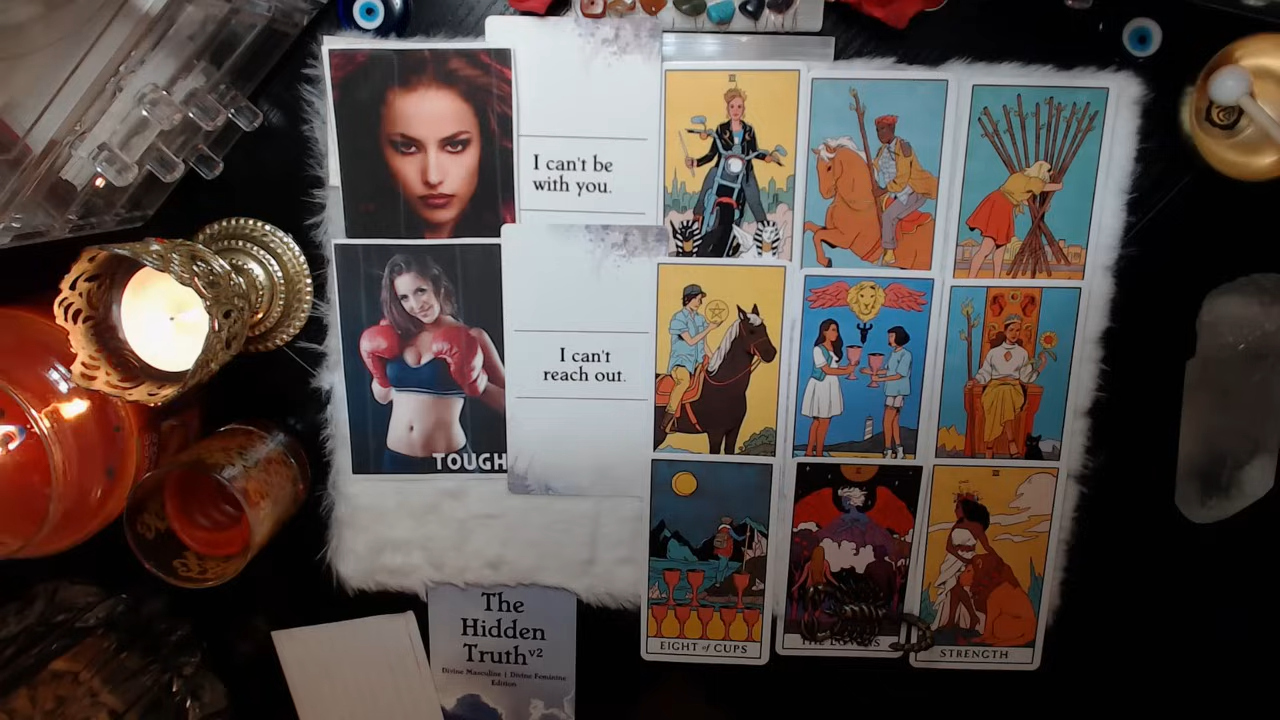 I can't be
with you.
I can't
reach out.
TOUGH
EIGHT of CUPS
STRENGTH
The
Hidden
Truth v2
Divine Masculine | Divine Feminine
Edition